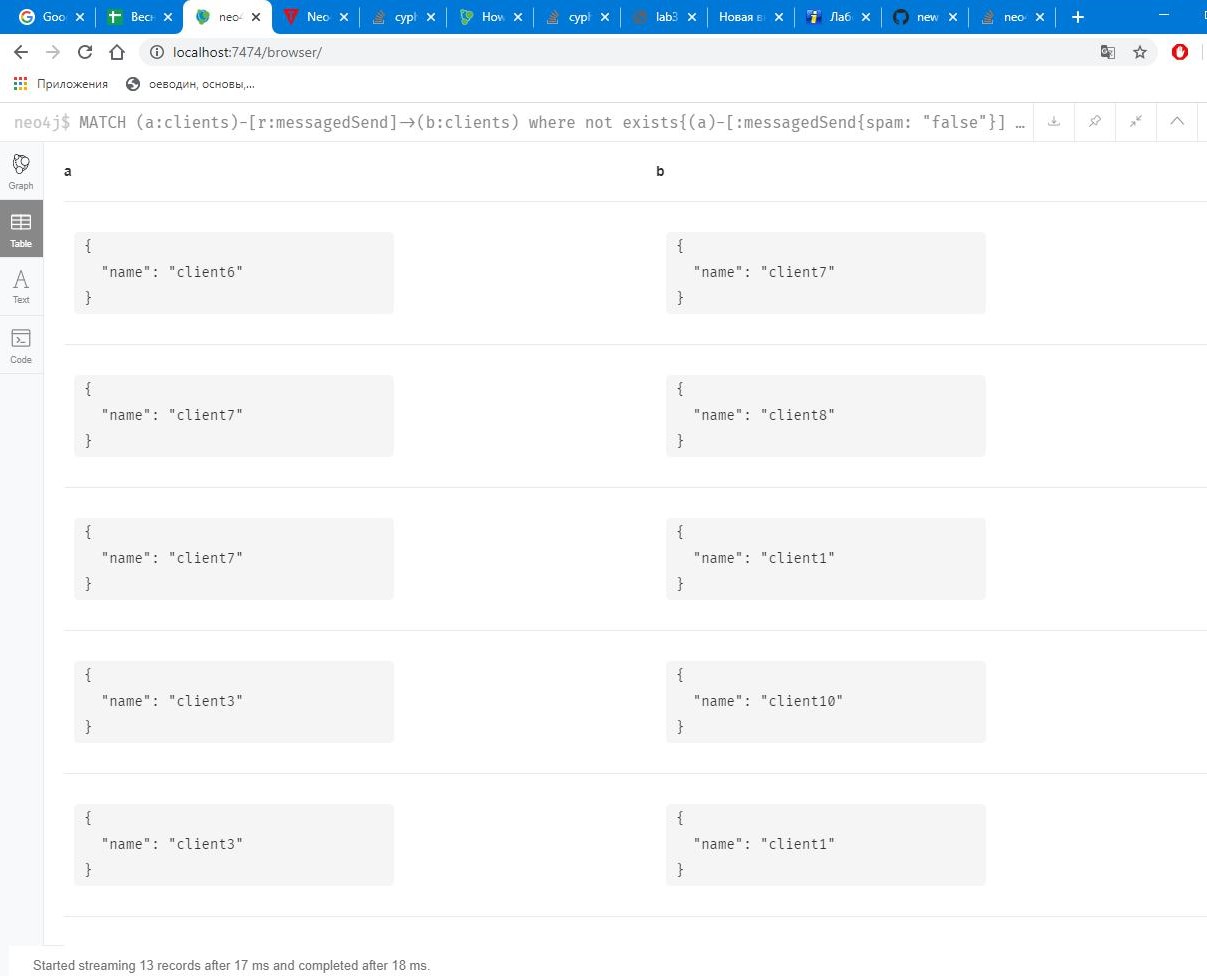 Goo
Весн
neo4
Neo
cyph
How
cyph
lab3
Новая в
Лаб
new
neo
localhost:7474/browser/
Приложения
оеводин, основы,...
neo4j$ MATCH (a:clients)-[r:messagedSend]→(b:clients) where not exists{(a)-[:messagedSend{spam: "false"}] …
Graph
Table
Text
Code
a b
{ {
"name": "client6" "name": "client7"
} }
{ {
"name": "client7" "name": "client8"
} }
{ {
"name": "client7" "name": "client1"
} }
{ {
"name": "client3" "name": "client10"
} }
{ {
"name": "client3" "name": "client1"
} }
Started streaming 13 records after 17 ms and completed after 18 ms.